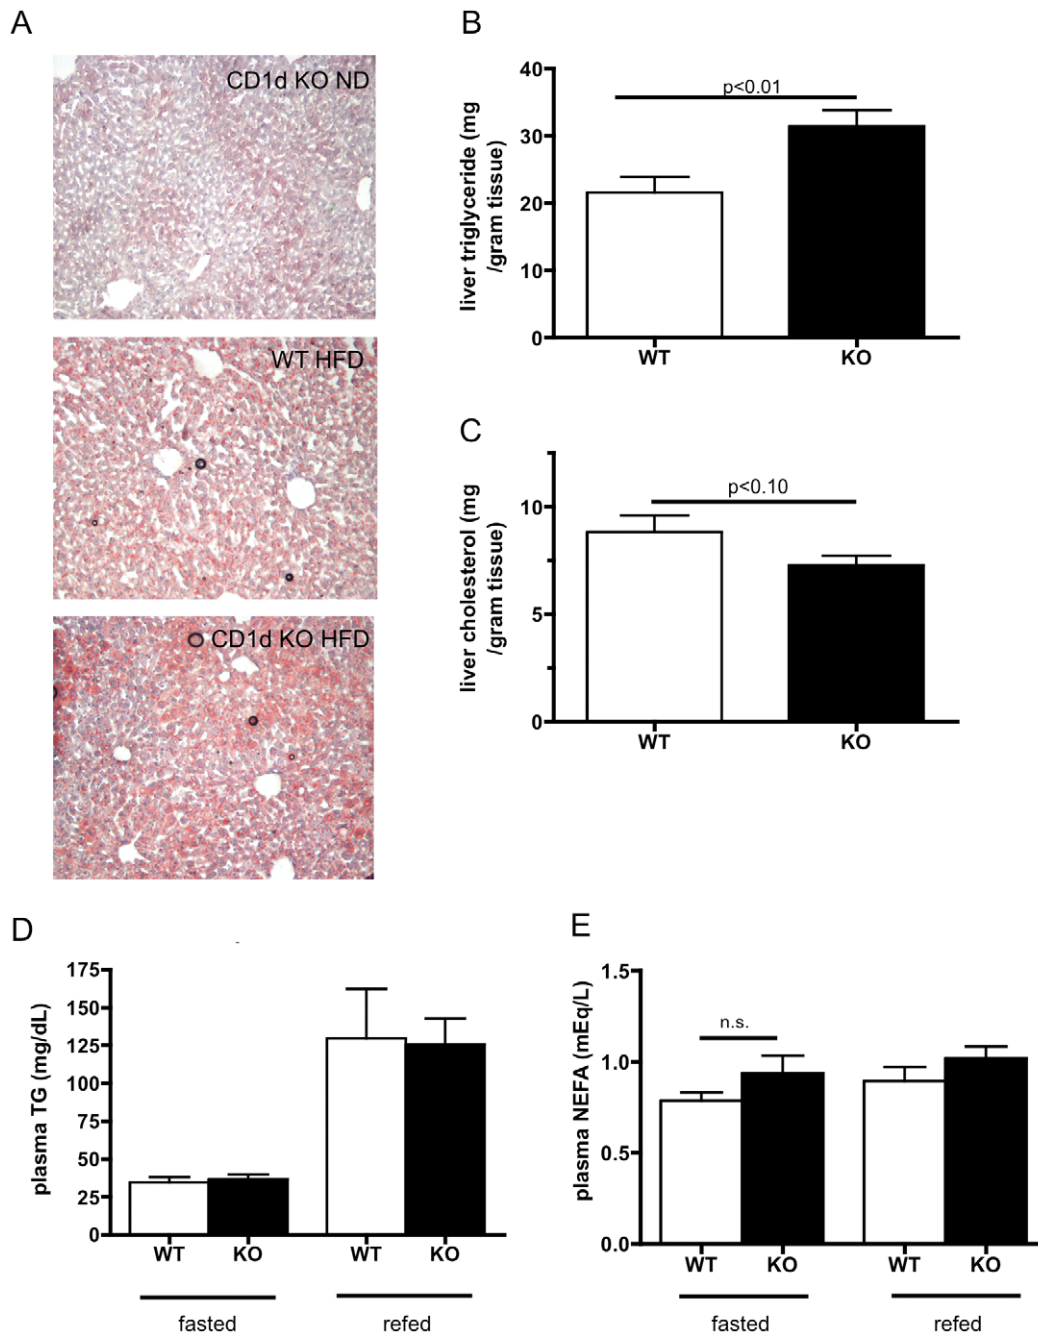 A
CD1d KO ND
WT HFD
CD1d KO HFD
B
liver triglyceride (mg
/gram tissue)
40
30
20
10
0
p<0.01
WT KO
C
liver cholesterol (mg
/gram tissue)
10
5
0
p<0.10
WT KO
D
plasma TG (mg/dL)
175
150
125
100
75
50
25
0
WT KO WT KO
fasted refed
E
plasma NEFA (mEq/L)
1.5
1.0
0.5
0.0
n.s.
WT KO WT KO
fasted refed